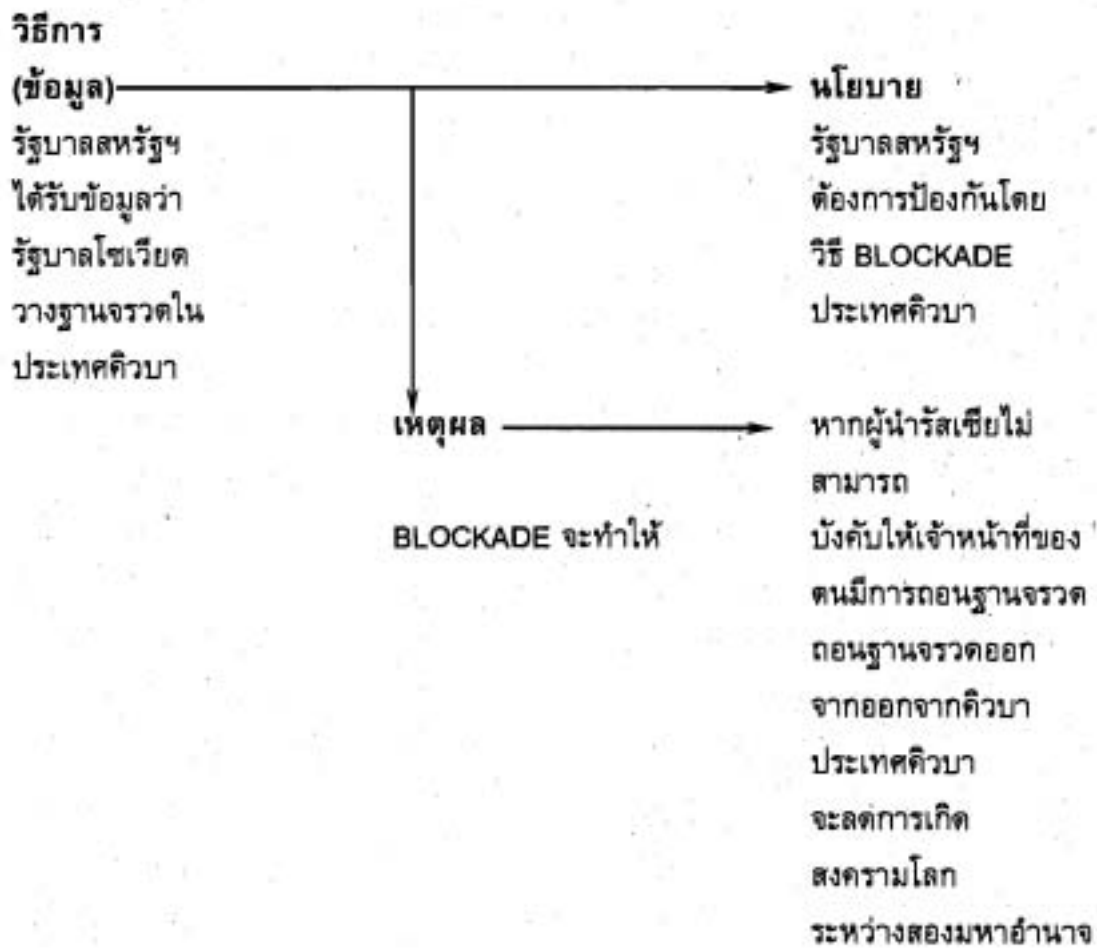 วิธีการ
(ข้อมูล)
รัฐบาลสหรัฐฯ
ได้รับข้อมูลว่า
รัฐบาลโซเวียต
วางฐานจรวดใน
ประเทศคิวบา
นโยบาย
รัฐบาลสหรัฐฯ
ต้องการป้องกันโดย
วิธี BLOCKADE
ประเทศคิวบา
เหตุผล
BLOCKADE จะทำให้
หากผู้นำรัสเซียไม่
สามารถ
บังคับให้เจ้าหน้าที่ของ
ตนมีการถอนฐานจรวด
ถอนฐานจรวดออก
จากออกจากคิวบา
ประเทศคิวบา
จะลดการเกิด
สงครามโลก
ระหว่างสองมหาอำนาจ